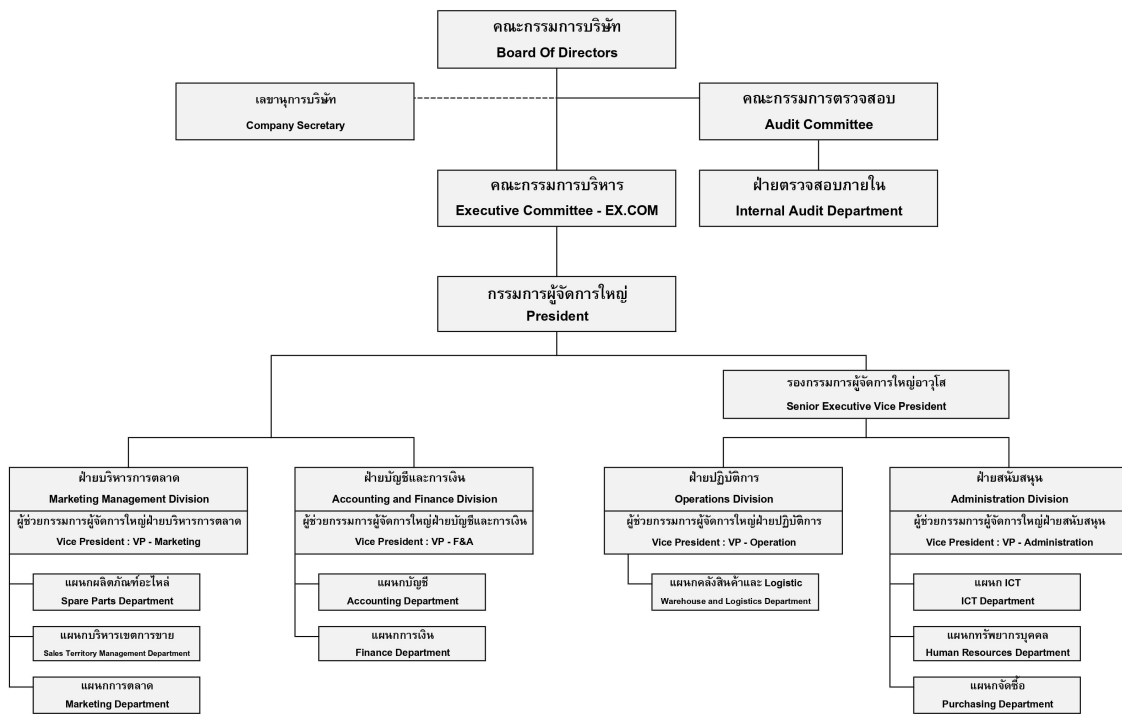 คณะกรรมการบริษัท
Board Of Directors
เลขานุการบริษัท
Company Secretary
คณะกรรมการตรวจสอบ
Audit Committee
คณะกรรมการบริหาร
Executive Committee - EX.COM
ฝ่ายตรวจสอบภายใน
Internal Audit Department
กรรมการผู้จัดการใหญ่
President
รองกรรมการผู้จัดการใหญ่อาวุโส
Senior Executive Vice President
ฝ่ายบริหารการตลาด
Marketing Management Division
ผู้ช่วยกรรมการผู้จัดการใหญ่ฝ่ายบริหารการตลาด
Vice President : VP - Marketing
แผนกผลิตภัณฑ์อะไหล่
Spare Parts Department
แผนกบริหารเขตการขาย
Sales Territory Management Department
แผนกการตลาด
Marketing Department
ฝ่ายบัญชีและการเงิน
Accounting and Finance Division
ผู้ช่วยกรรมการผู้จัดการใหญ่ฝ่ายบัญชีและการเงิน
Vice President : VP - F&A
แผนกบัญชี
Accounting Department
แผนกการเงิน
Finance Department
ฝ่ายปฏิบัติการ
Operations Division
ผู้ช่วยกรรมการผู้จัดการใหญ่ฝ่ายปฏิบัติการ
Vice President : VP - Operation
แผนกคลังสินค้าและ Logistic
Warehouse and Logistics Department
ฝ่ายสนับสนุน
Administration Division
ผู้ช่วยกรรมการผู้จัดการใหญ่ฝ่ายสนับสนุน
Vice President : VP - Administration
แผนก ICT
ICT Department
แผนกทรัพยากรบุคคล
Human Resources Department
แผนกจัดซื้อ
Purchasing Department